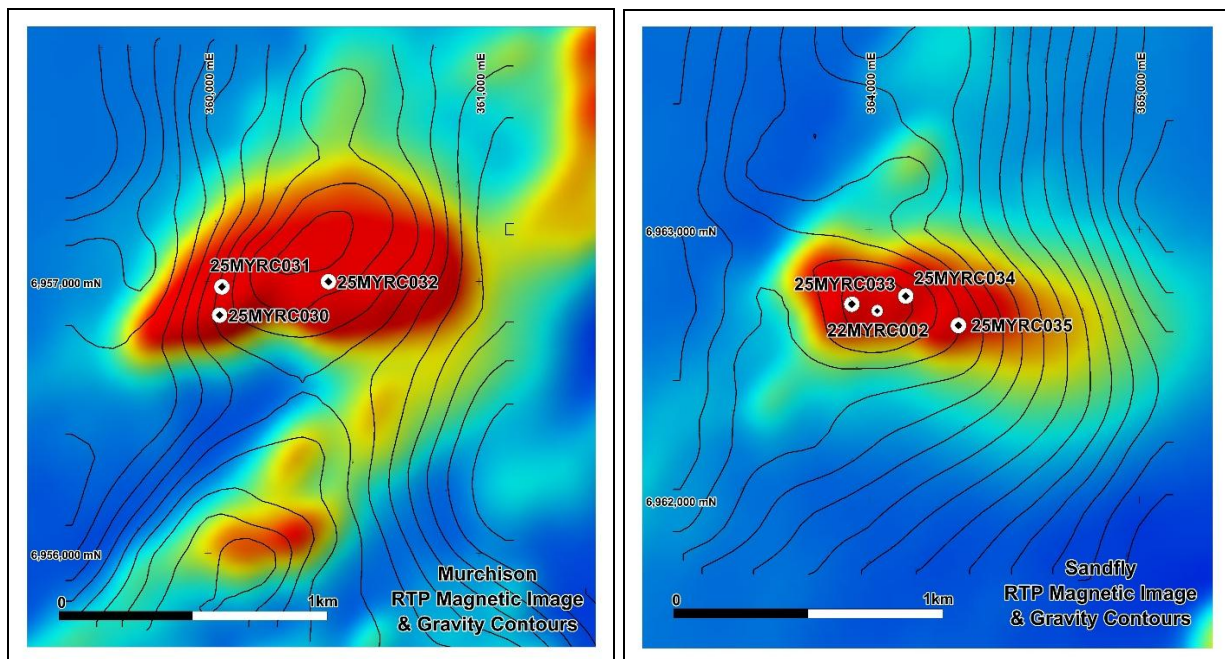 360,000 mE
361,000 mE
25MYRC031
6,957,000 mN
25MYRC032
25MYRC030
6,956,000 mN
Murchison
RTP Magnetic Image
& Gravity Contours
0
1km
364,000 mE
365,000 mE
6,963,000 mN
25MYRC034
25MYRC033
22MYRC002
25MYRC035
6,962,000 mN
Sandfly
RTP Magnetic Image
& Gravity Contours
0
1km